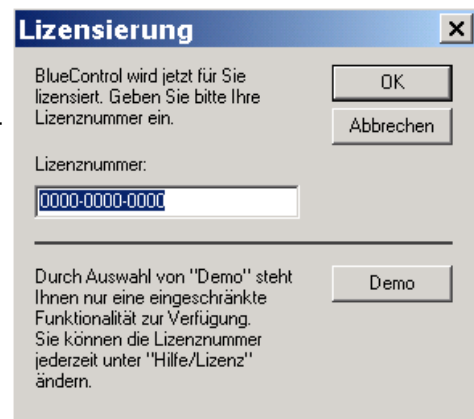 Lizensierung
BlueControl wird jetzt für Sie
lizensiert. Geben Sie bitte Ihre
Lizenznummer ein.
OK
Abbrechen
Lizenznummer:
0000-0000-0000
Durch Auswahl von "Demo" steht
Ihnen nur eine eingeschränkte
Funktionalität zur Verfügung.
Sie können die Lizenznummer
jederzeit unter "Hilfe/Lizenz"
ändern.
Demo